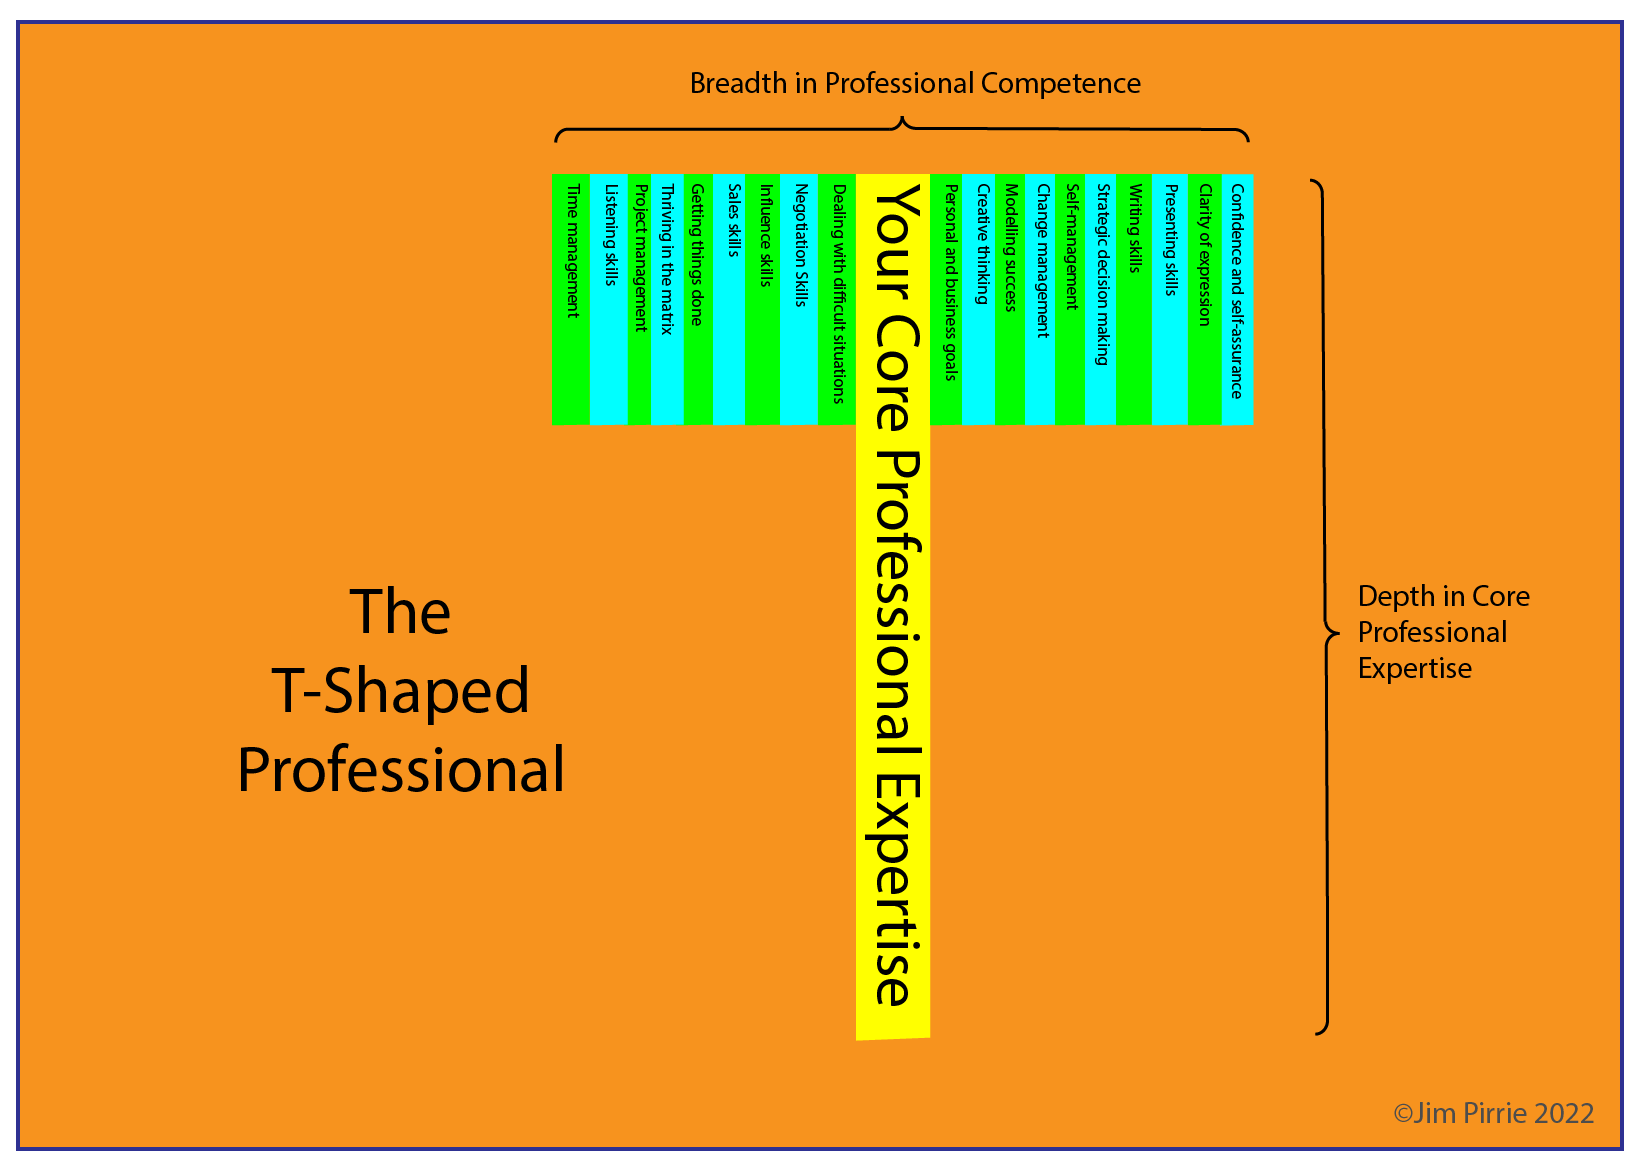 Breadth in Professional Competence
Time management
Listening skills
Project management
Thriving in the matrix
Getting things done
Sales skills
Influence skills
Negotiation Skills
Dealing with difficult situations
Your Core Professional Expertise
Personal and business goals
Creative thinking
Modelling success
Change management
Self-management
Strategic decision making
Writing skills
Presenting skills
Clarity of expression
Confidence and self-assurance
The
T-Shaped
Professional
Depth in Core
Professional
Expertise
©Jim Pirrie 2022